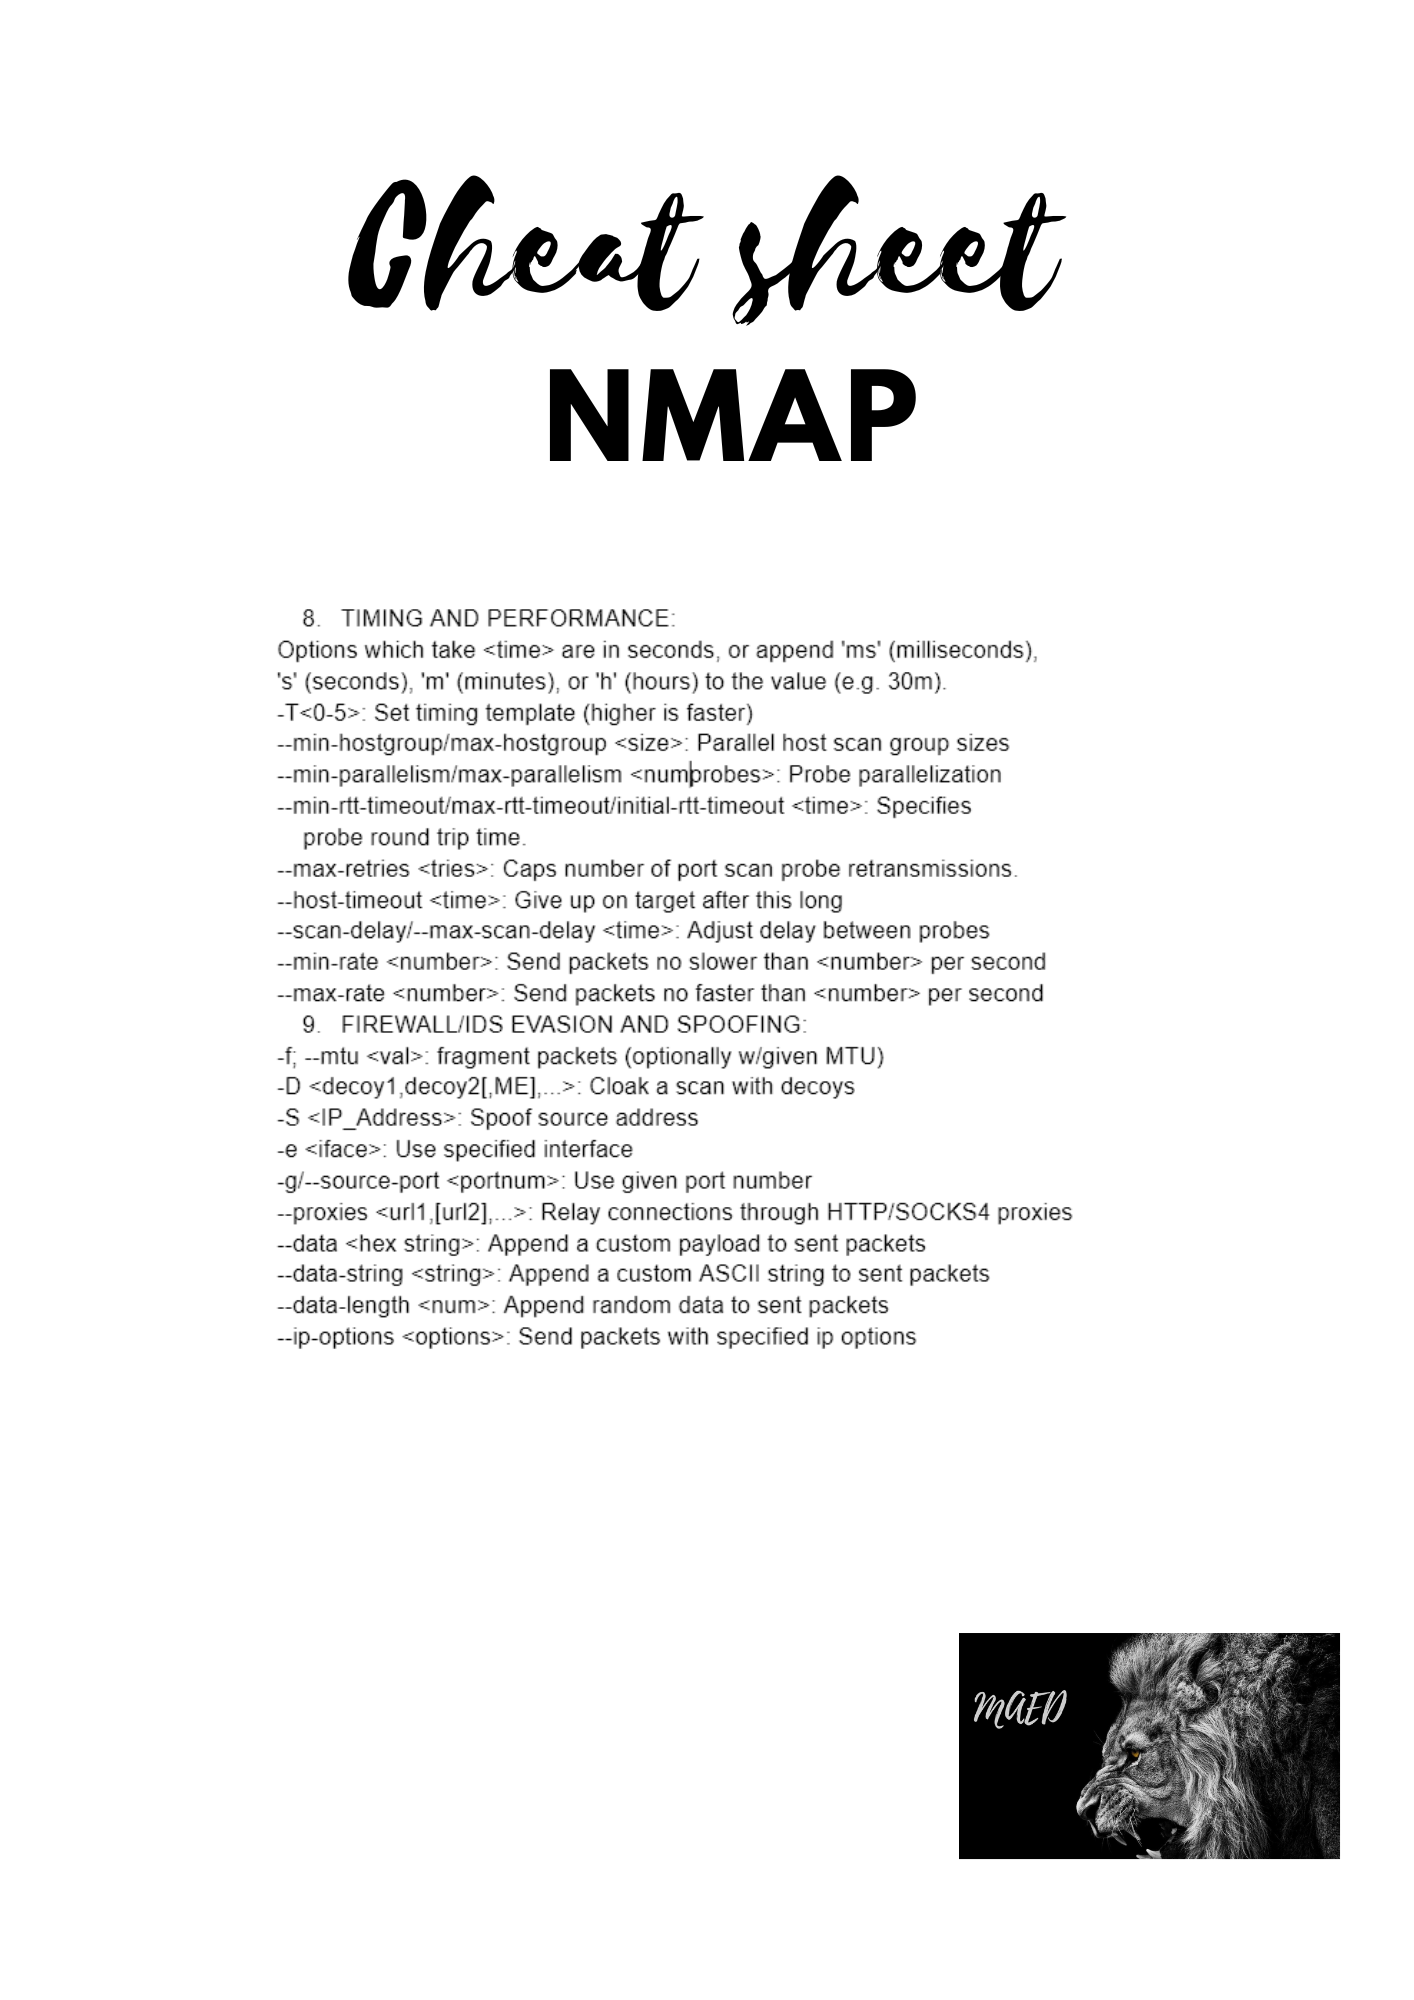 Cheat sheet
NMAP
8. TIMING AND PERFORMANCE:
Options which take <time> are in seconds, or append 'ms' (milliseconds),
's' (seconds), 'm' (minutes), or 'h' (hours) to the value (e.g. 30m).
-T<0-5>: Set timing template (higher is faster)
--min-hostgroup/max-hostgroup <size>: Parallel host scan group sizes
--min-parallelism/max-parallelism <numprobes>: Probe parallelization
--min-rtt-timeout/max-rtt-timeout/initial-rtt-timeout <time>: Specifies
probe round trip time.
--max-retries <tries>: Caps number of port scan probe retransmissions.
--host-timeout <time>: Give up on target after this long
--scan-delay/--max-scan-delay <time>: Adjust delay between probes
--min-rate <number>: Send packets no slower than <number> per second
--max-rate <number>: Send packets no faster than <number> per second
9. FIREWALL/IDS EVASION AND SPOOFING:
-f; --mtu <val>: fragment packets (optionally w/given MTU)
-D <decoy1,decoy2[,ME],...>: Cloak a scan with decoys
-S <IP_Address>: Spoof source address
-e <iface>: Use specified interface
-g/--source-port <portnum>: Use given port number
--proxies <url1,[url2],...>: Relay connections through HTTP/SOCKS4 proxies
--data <hex string>: Append a custom payload to sent packets
--data-string <string>: Append a custom ASCII string to sent packets
--data-length <num>: Append random data to sent packets
--ip-options <options>: Send packets with specified ip options
MAED